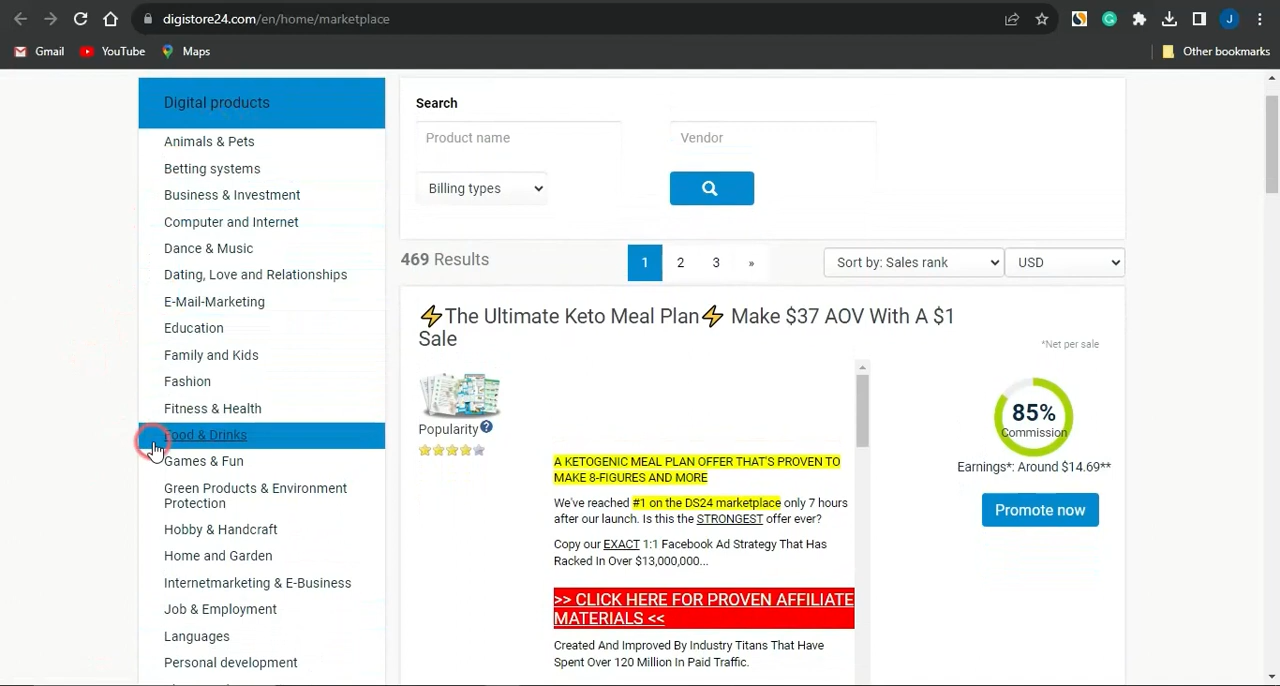 digistore24.com/en/home/marketplace
J
Gmail
YouTube
Maps
Other bookmarks
Digital products
Animals & Pets
Betting systems
Business & Investment
Computer and Internet
Dance & Music
Dating, Love and Relationships
E-Mail-Marketing
Education
Family and Kids
Fashion
Fitness & Health
Food & Drinks
Games & Fun
Green Products & Environment
Protection
Hobby & Handcraft
Home and Garden
Internetmarketing & E-Business
Job & Employment
Languages
Personal development
Search
Product name
Vendor
Billing types
469 Results
1 2 3 »
Sort by: Sales rank
USD
⚡The Ultimate Keto Meal Plan⚡ Make $37 AOV With A $1
Sale
*Net per sale
Popularity?
85%
Commission
Earnings*: Around $14.69**
Promote now
A KETOGENIC MEAL PLAN OFFER THAT'S PROVEN TO
MAKE 8-FIGURES AND MORE
We've reached #1 on the DS24 marketplace only 7 hours
after our launch. Is this the STRONGEST offer ever?
Copy our EXACT 1:1 Facebook Ad Strategy That Has
Racked In Over $13,000,000...
>> CLICK HERE FOR PROVEN AFFILIATE
MATERIALS <<
Created And Improved By Industry Titans That Have
Spent Over 120 Million In Paid Traffic.